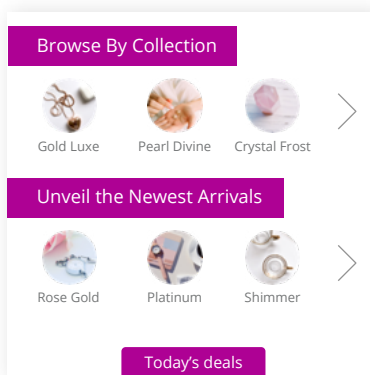 Browse By Collection
Gold Luxe Pearl Divine Crystal Frost
Unveil the Newest Arrivals
Rose Gold Platinum Shimmer
Today's deals